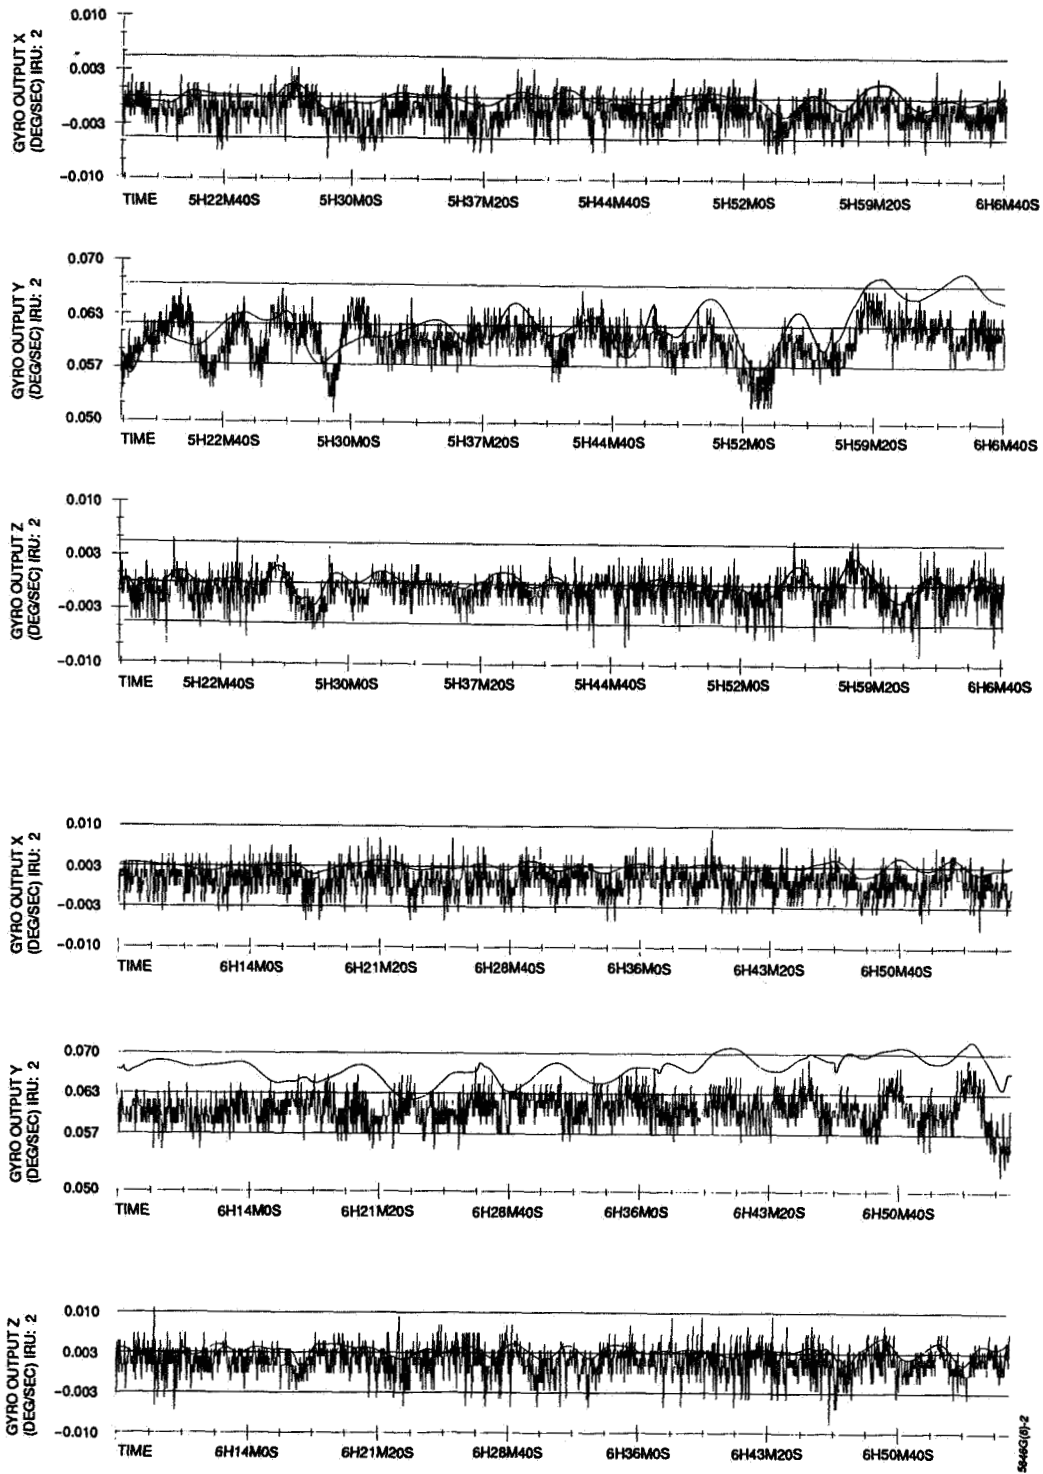 GYRO OUTPUT X
(DEG/SEC) IRU: 2
0.010
0.003
-0.003
-0.010
TIME 5H22M40S 5H30M0S 5H37M20S 5H44M40S 5H52M0S 5H59M20S 6H6M40S
GYRO OUTPUT Y
(DEG/SEC) IRU: 2
0.070
0.063
0.057
0.050
TIME 5H22M40S 5H30M0S 5H37M20S 5H44M40S 5H52M0S 5H59M20S 6H6M40S
GYRO OUTPUT Z
(DEG/SEC) IRU: 2
0.010
0.003
-0.003
-0.010
TIME 5H22M40S 5H30M0S 5H37M20S 5H44M40S 5H52M0S 5H59M20S 6H6M40S
GYRO OUTPUT X
(DEG/SEC) IRU: 2
0.010
0.003
-0.003
-0.010
TIME 6H14M0S 6H21M20S 6H28M40S 6H36M0S 6H43M20S 6H50M40S
GYRO OUTPUT Y
(DEG/SEC) IRU: 2
0.070
0.063
0.057
0.050
TIME 6H14M0S 6H21M20S 6H28M40S 6H36M0S 6H43M20S 6H50M40S
GYRO OUTPUT Z
(DEG/SEC) IRU: 2
0.010
0.003
-0.003
-0.010
TIME 6H14M0S 6H21M20S 6H28M40S 6H36M0S 6H43M20S 6H50M40S